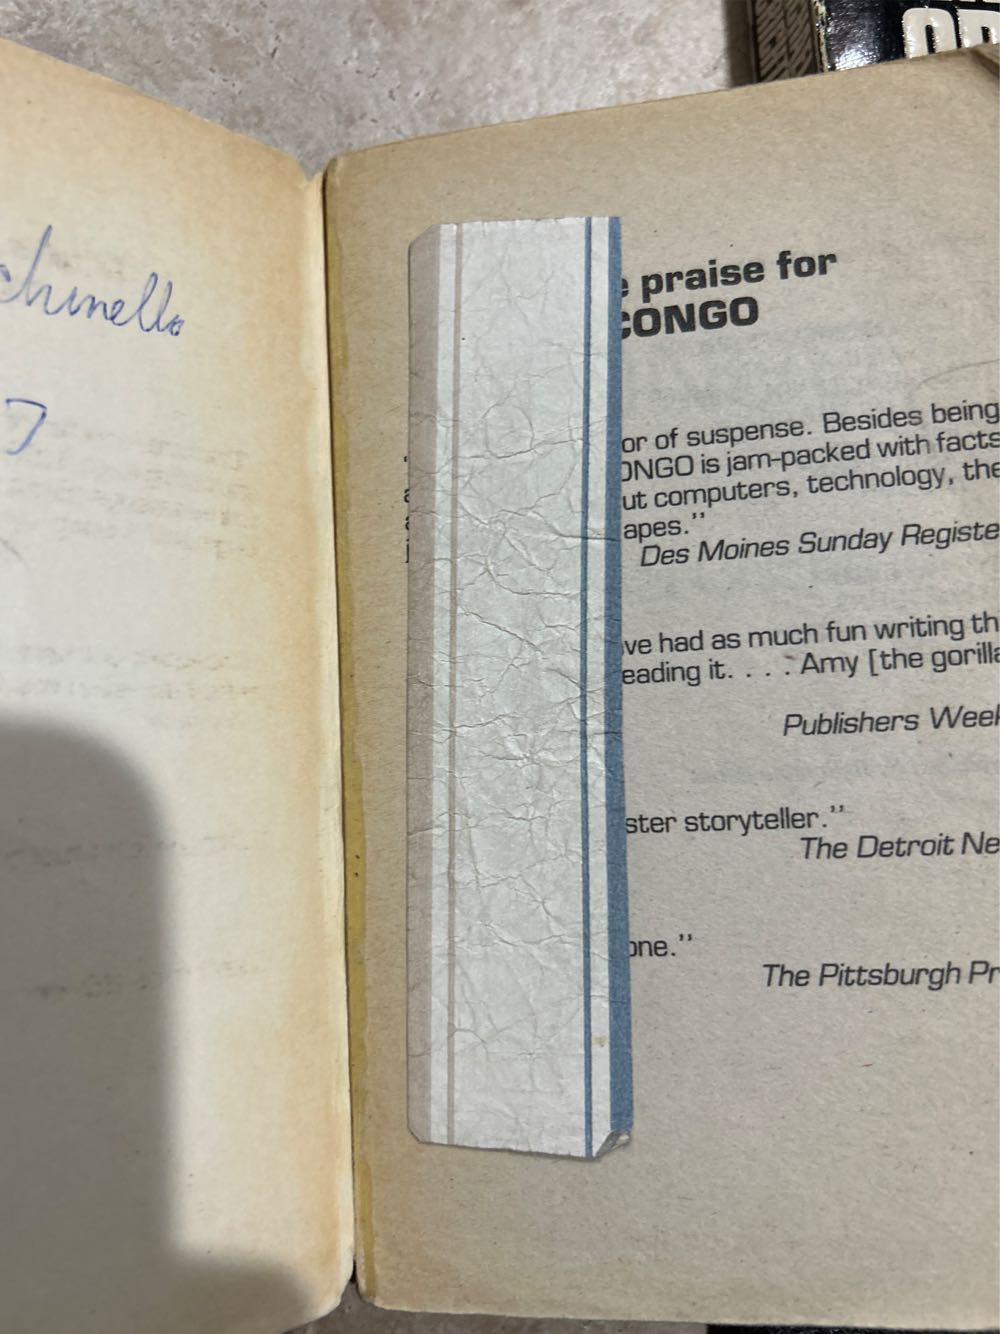 chinello
7
praise for
CONGO
or of suspense. Besides being
ONGO is jam-packed with facts
ut computers, technology, the
apes.”
Des Moines Sunday Registe
ve had as much fun writing th
eading it. . . . Amy [the gorilla
Publishers Week
ster storyteller.”
The Detroit Ne
one.”
The Pittsburgh Pr